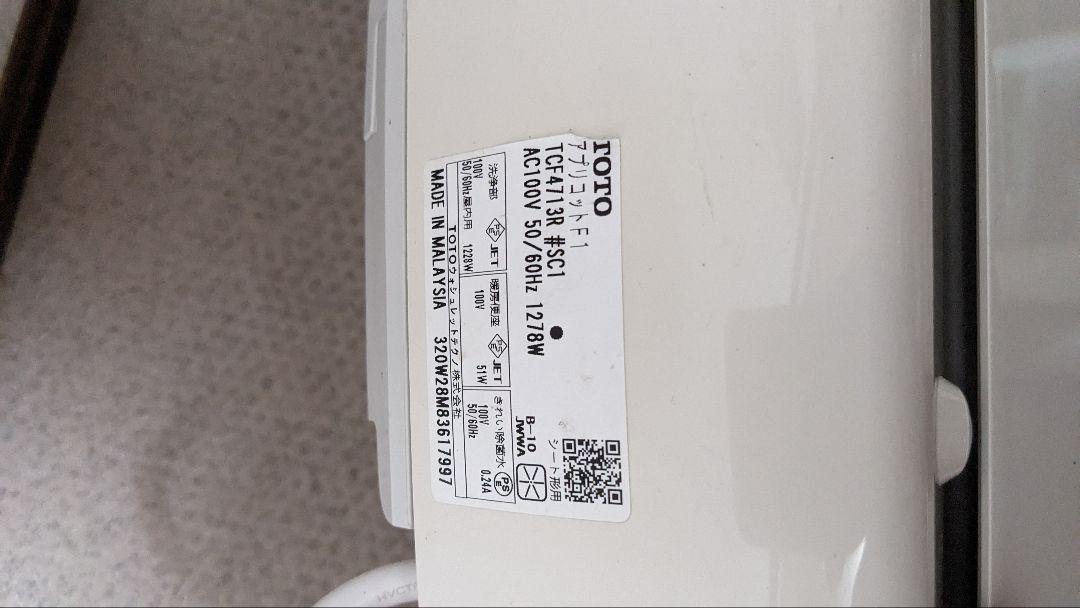 TOTO
アプリコットF1
TCF4713R #SC1
AC100V 50/60Hz 1278W
B-10
JWWA
シート形用
洗浄部
PSE JET
100V
50/60Hz屋内用 1228W
暖房便座
PSE JET
100V
51W
きれい除菌水
PSE
100V
50/60Hz
0.24A
TOTOウォシュレットテクノ株式会社
MADE IN MALAYSIA 320W28M83617997